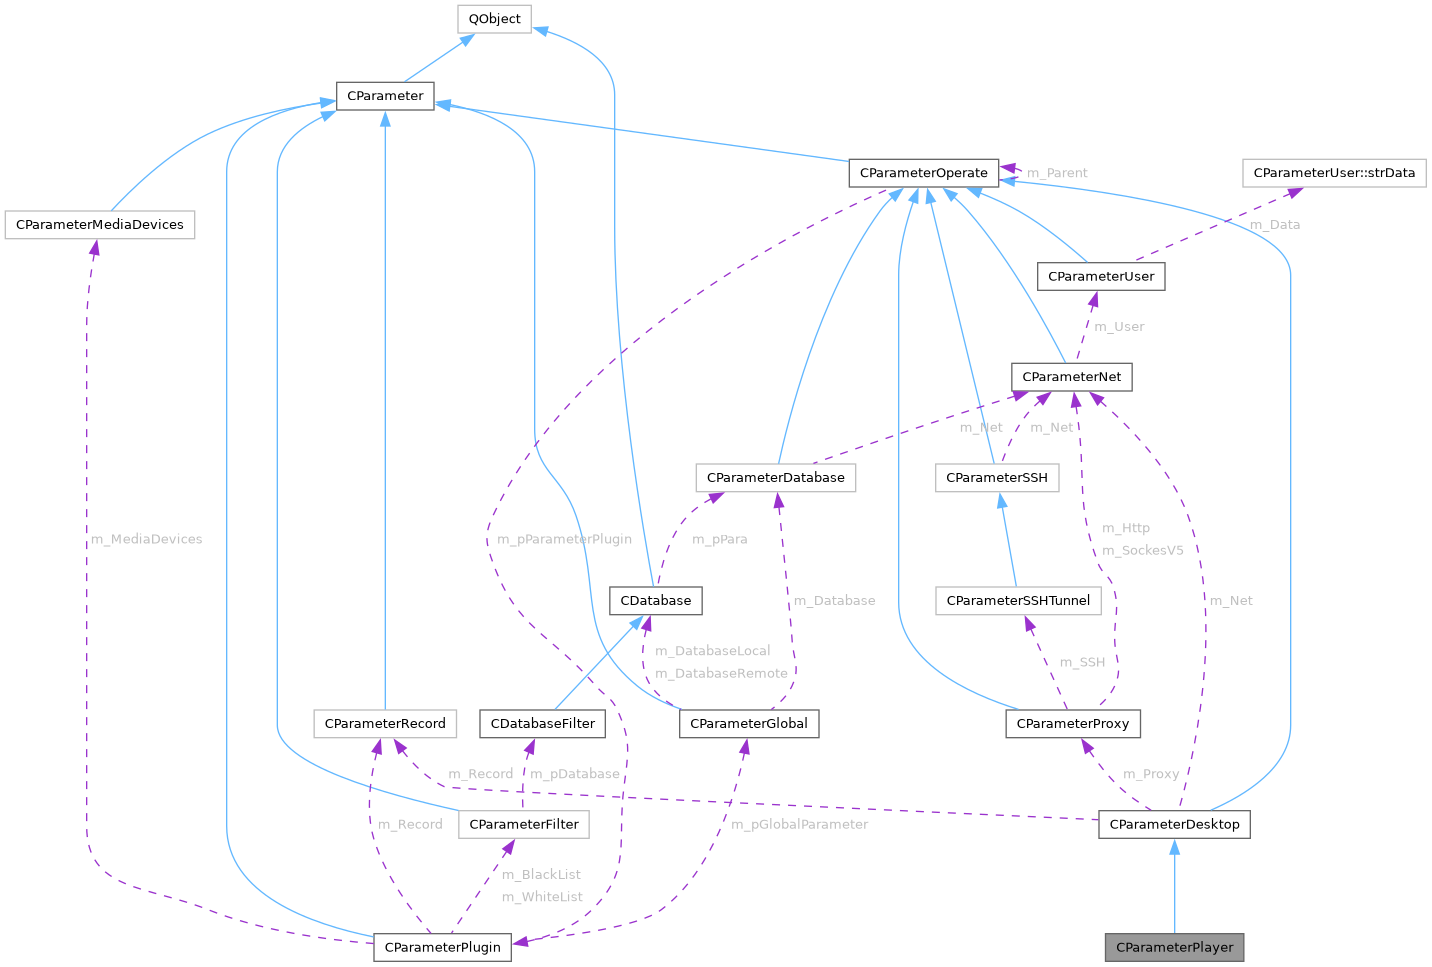 QObject
CParameter
CParameterOperate
m_Parent
CParameterUser::strData
CParameterMediaDevices
m_Data
CParameterUser
m_User
CParameterNet
m_Net
m_Net
CParameterDatabase
CParameterSSH
m_Http
m_MediaDevices
m_pParameterPlugin
m_pPara
m_SockesV5
CDatabase
m_Database
CParameterSSHTunnel
m_Net
m_DatabaseLocal
m_SSH
m_DatabaseRemote
CParameterRecord
CDatabaseFilter
CParameterGlobal
CParameterProxy
m_Record
m_pDatabase
m_Proxy
m_Record
CParameterFilter
m_pGlobalParameter
CParameterDesktop
m_BlackList
m_WhiteList
CParameterPlugin
CParameterPlayer